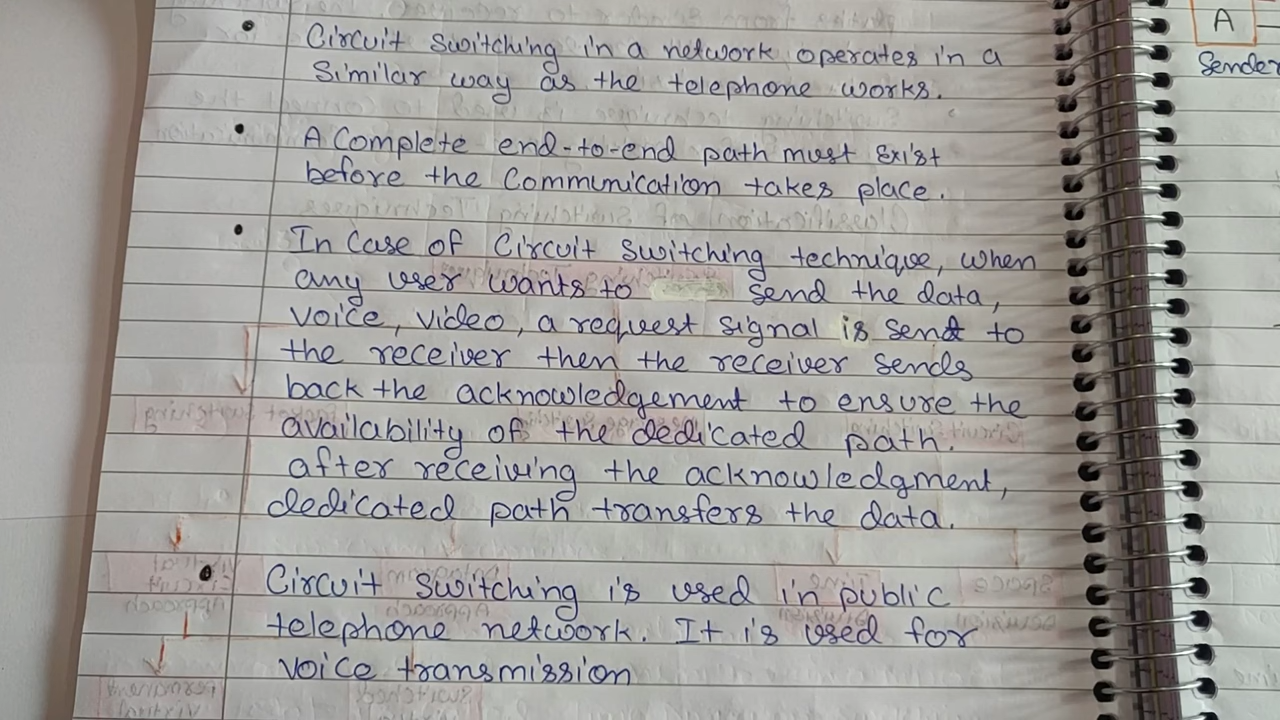 • Circuit switching in a network operates in a
Similar way as the telephone works.
• A Complete end-to-end path must Exist
before the Communication takes place.
• In Case of Circuit Switching technique, when
any user wants to send the data,
voice, video, a request signal is send to
the receiver then the receiver sends
back the acknowledgement to ensure the
availability of the dedicated path.
after receiving the acknowledgment,
dedicated path transfers the data.
• Circuit switching is used in public
telephone network. It is used for
voice transmission
A
Sender